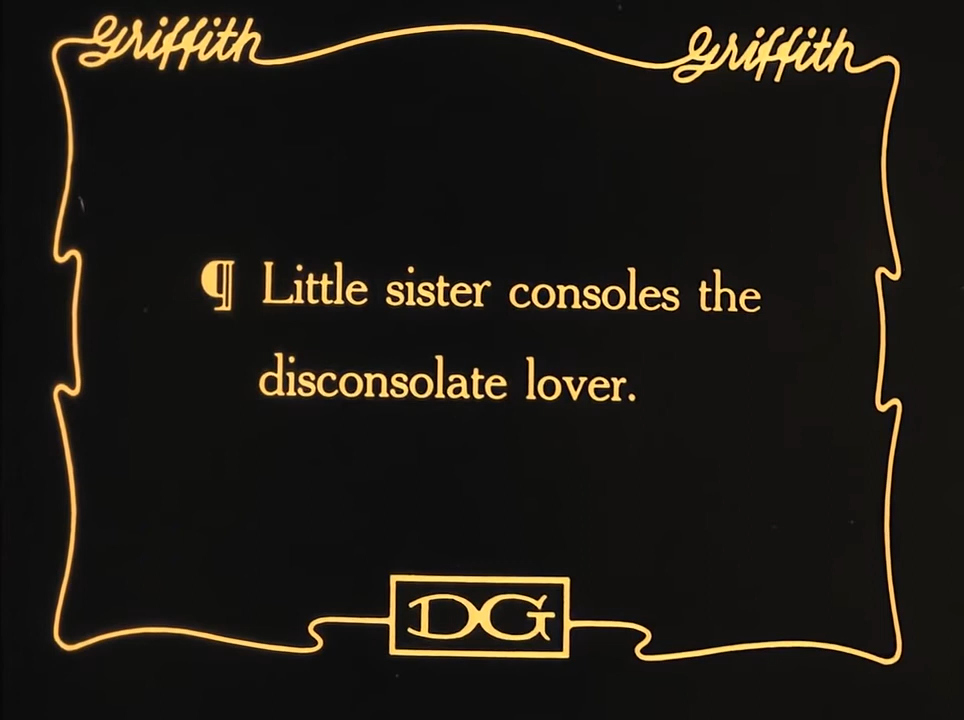 Griffith Griffith
¶ Little sister consoles the
disconsolate lover.
DG